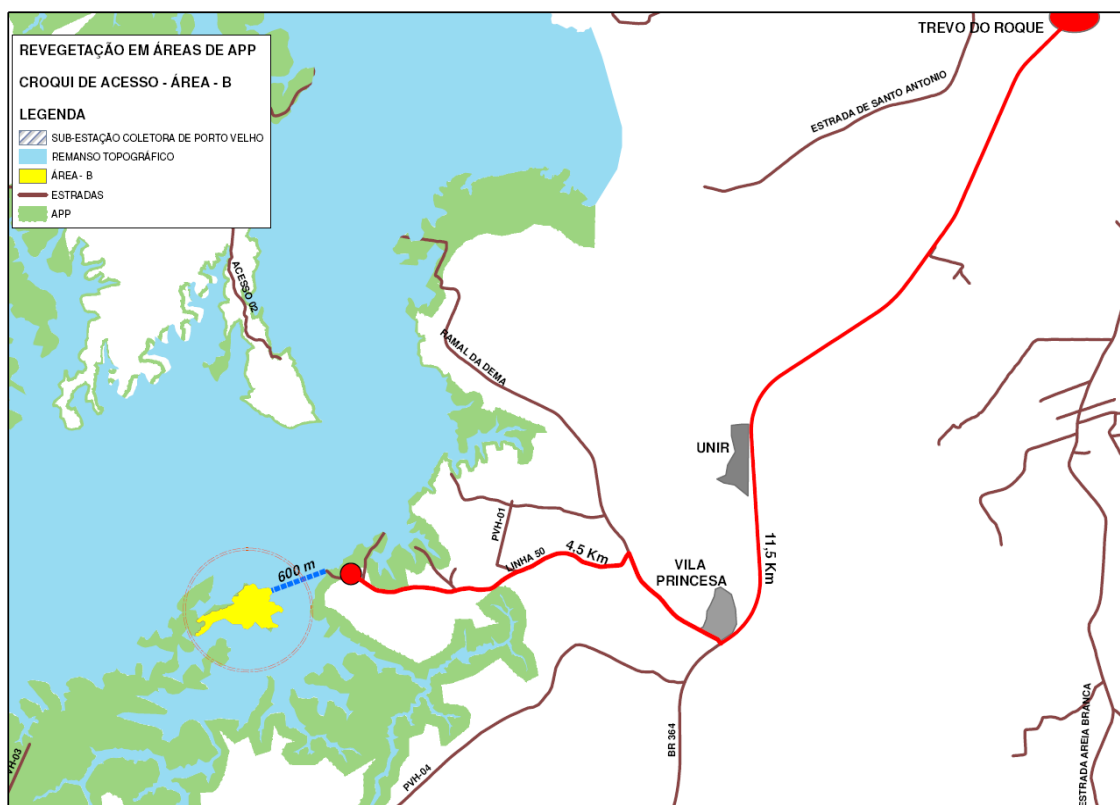 REVEGETAÇÃO EM ÁREAS DE APP
CROQUI DE ACESSO - ÁREA - B
LEGENDA
SUB-ESTAÇÃO COLETORA DE PORTO VELHO
REMANSO TOPOGRÁFICO
ÁREA - B
ESTRADAS
APP
TREVO DO ROQUE
ESTRADA DE SANTO ANTONIO
ACESSO 02
RAMAL DA DEMA
UNIR
PVH-01
LINHA 50
4,5 Km
11,5 Km
600 m
VILA
PRINCESA
BR 364
PVH-04
VH-03
ESTRADA AREIA BRANCA